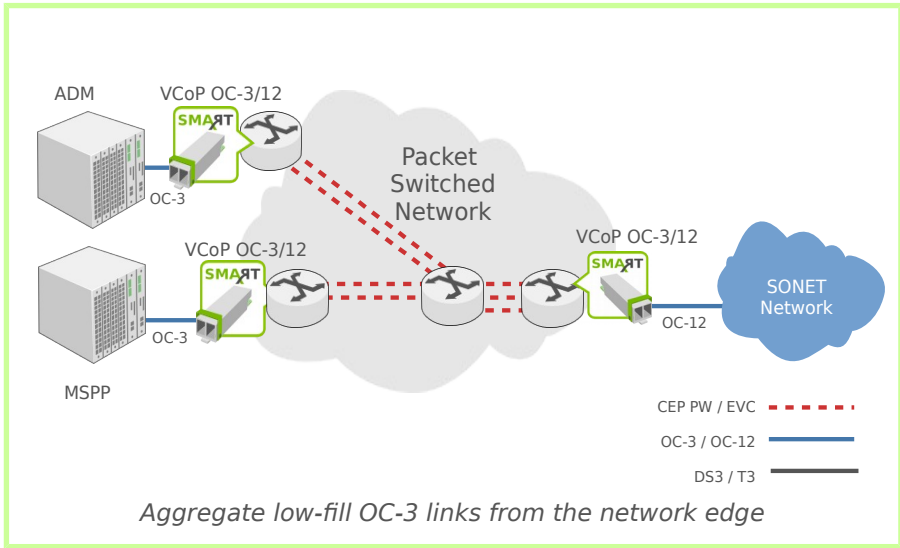 ADM
VCoP OC-3/12
SMART
OC-3
Packet
Switched
Network
VCoP OC-3/12
SMART
OC-3
MSPP
VCoP OC-3/12
SMART
OC-12
SONET
Network
CEP PW / EVC
OC-3 / OC-12
DS3 / T3
Aggregate low-fill OC-3 links from the network edge